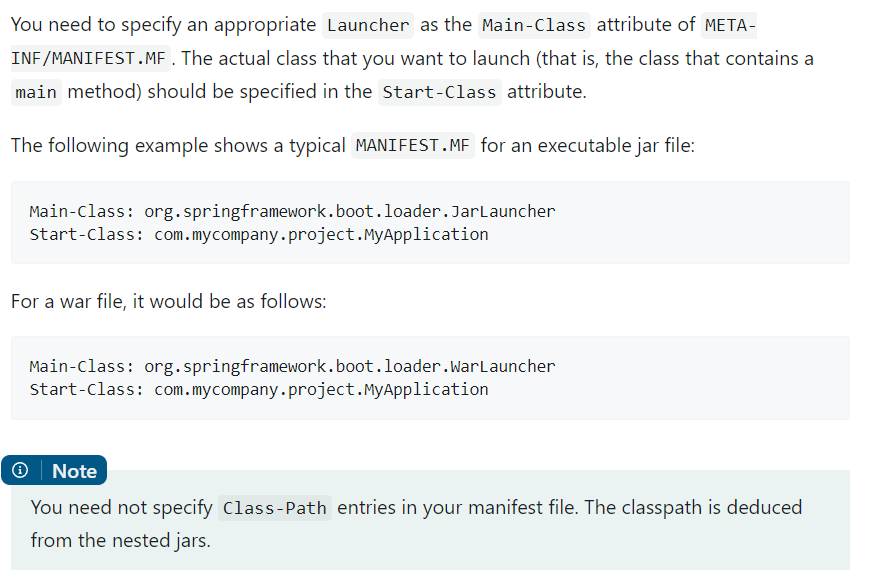 You need to specify an appropriate Launcher as the Main-Class attribute of META-
INF/MANIFEST.MF. The actual class that you want to launch (that is, the class that contains a
main method) should be specified in the Start-Class attribute.
The following example shows a typical MANIFEST.MF for an executable jar file:
Main-Class: org.springframework.boot.loader.JarLauncher
Start-Class: com.mycompany.project.MyApplication
For a war file, it would be as follows:
Main-Class: org.springframework.boot.loader.WarLauncher
Start-Class: com.mycompany.project.MyApplication
Note
You need not specify Class-Path entries in your manifest file. The classpath is deduced
from the nested jars.